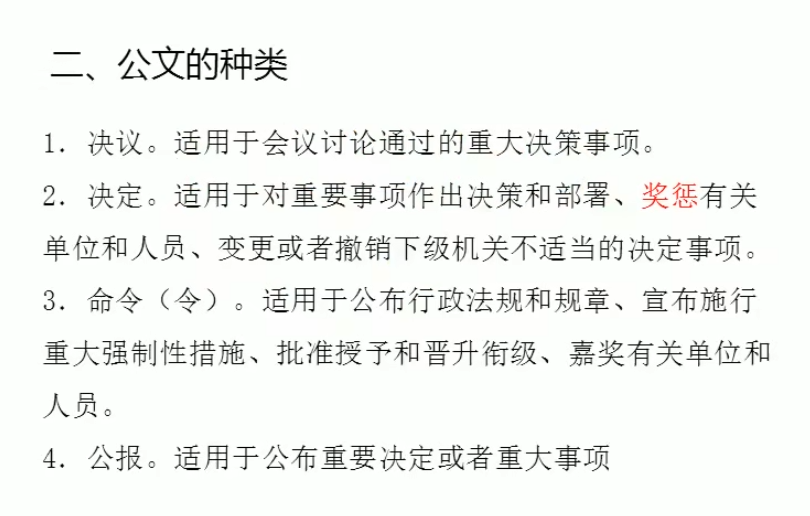 二、公文的种类
1. 决议。适用于会议讨论通过的重大决策事项。
2. 决定。适用于对重要事项作出决策和部署、奖惩有关
单位和人员、变更或者撤销下级机关不适当的决定事项。
3. 命令（令）。适用于公布行政法规和规章、宣布施行
重大强制性措施、批准授予和晋升衔级、嘉奖有关单位和
人员。
4. 公报。适用于公布重要决定或者重大事项